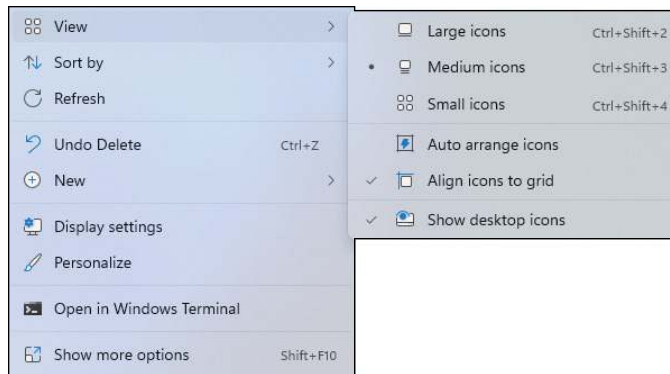 View
Sort by
Refresh
Undo Delete Ctrl+Z
New
Display settings
Personalize
Open in Windows Terminal
Show more options Shift+F10
Large icons Ctrl+Shift+2
Medium icons Ctrl+Shift+3
Small icons Ctrl+Shift+4
Auto arrange icons
Align icons to grid
Show desktop icons